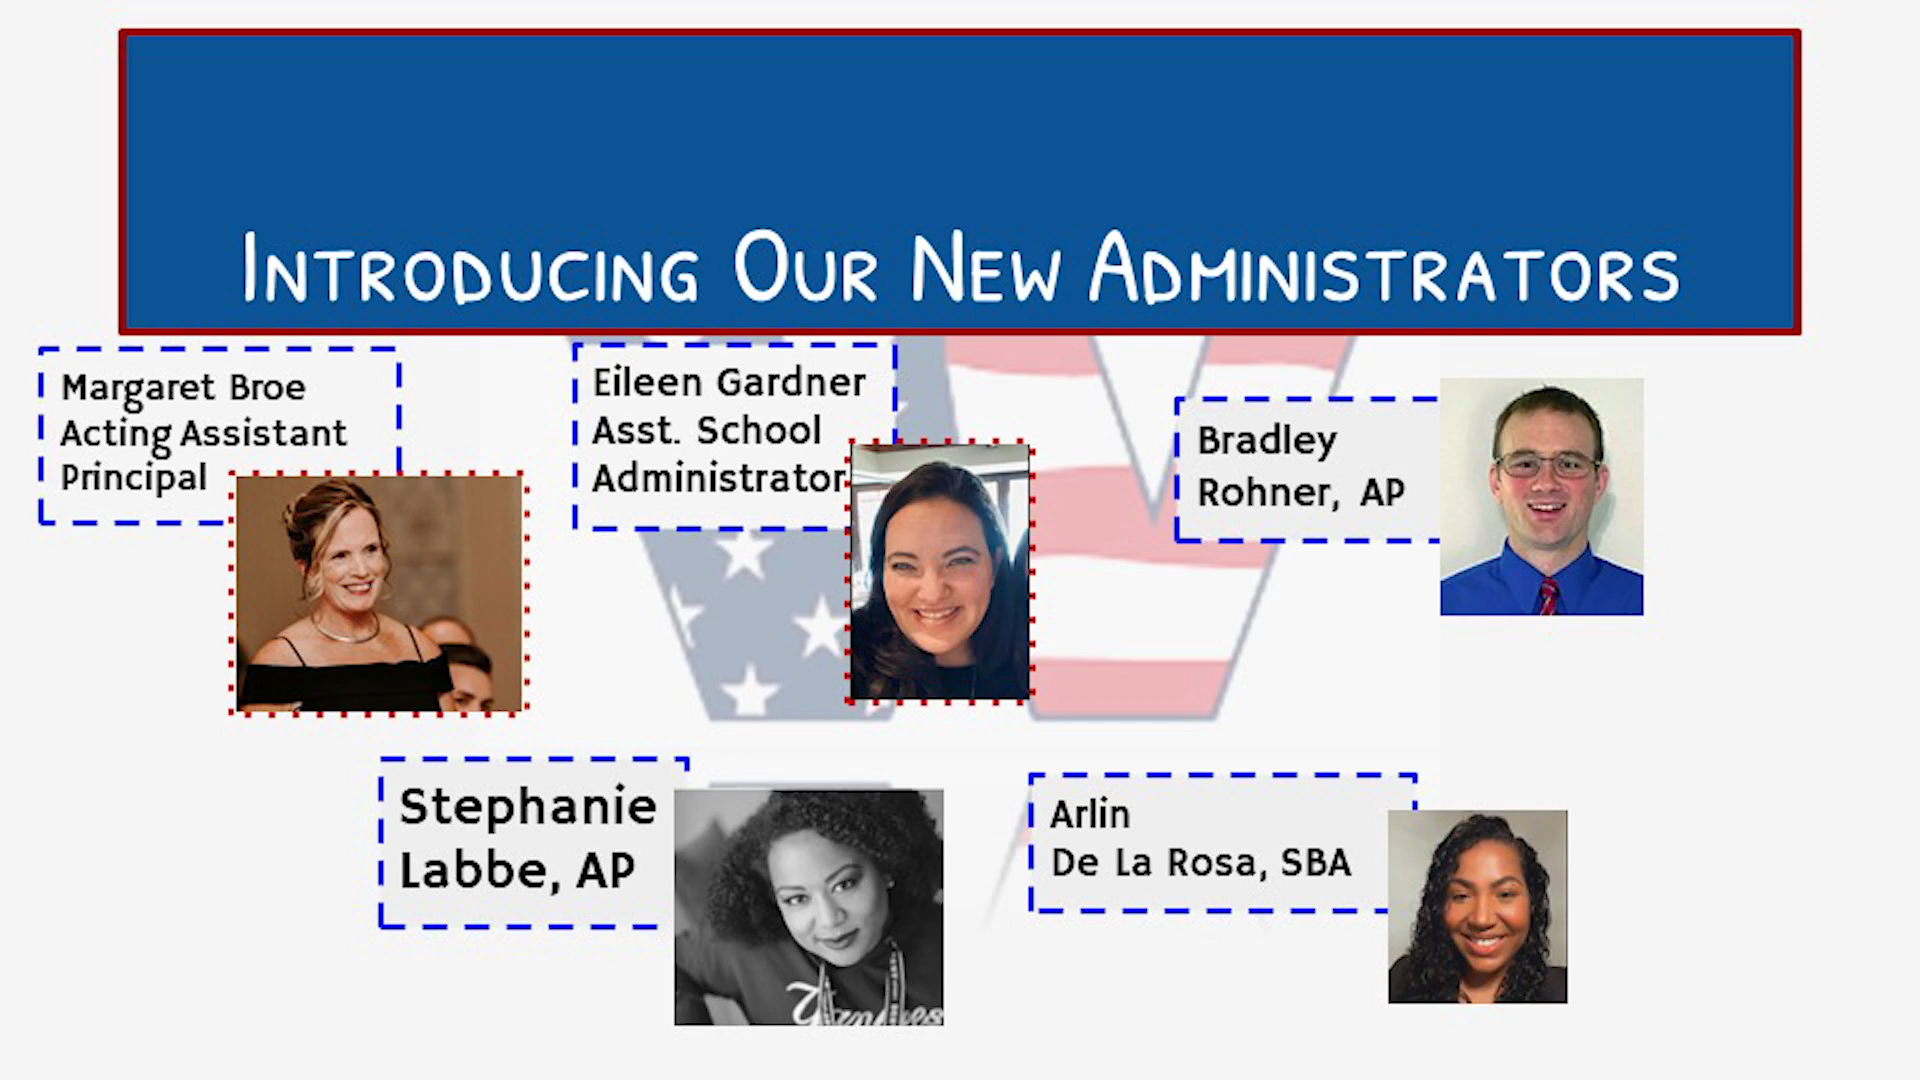 Introducing Our New Administrators
Margaret Broe
Acting Assistant
Principal
Eileen Gardner
Asst. School
Administrator
Bradley
Rohner, AP
Stephanie
Labbe, AP
Yankees
Arlin
De La Rosa, SBA